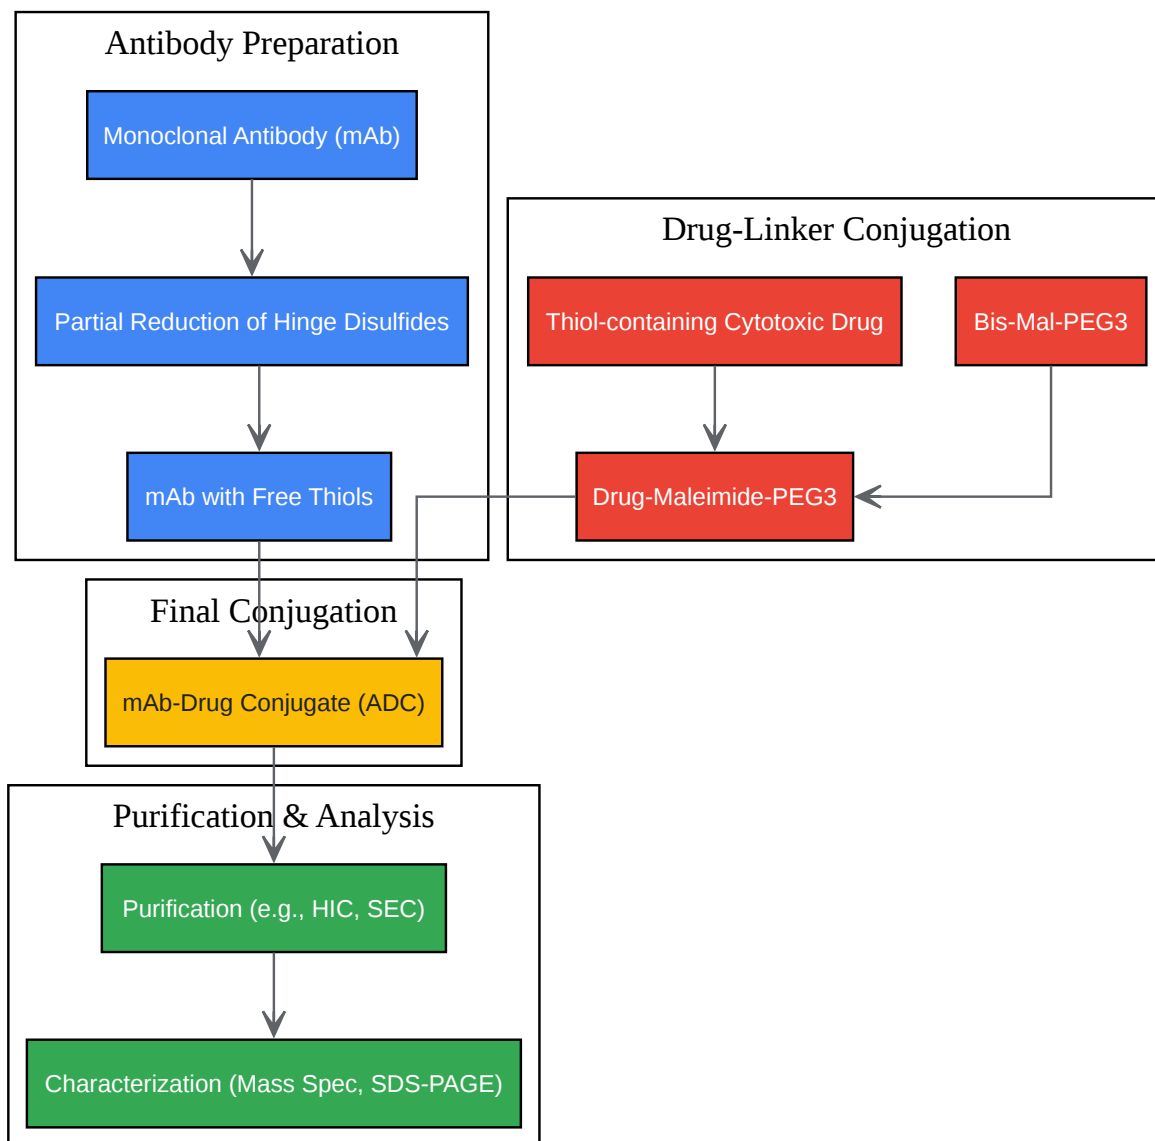 Antibody Preparation
Monoclonal Antibody (mAb)
Partial Reduction of Hinge Disulfides
mAb with Free Thiols
Drug-Linker Conjugation
Thiol-containing Cytotoxic Drug
Bis-Mal-PEG3
Drug-Maleimide-PEG3
Final Conjugation
mAb-Drug Conjugate (ADC)
Purification & Analysis
Purification (e.g., HIC, SEC)
Characterization (Mass Spec, SDS-PAGE)